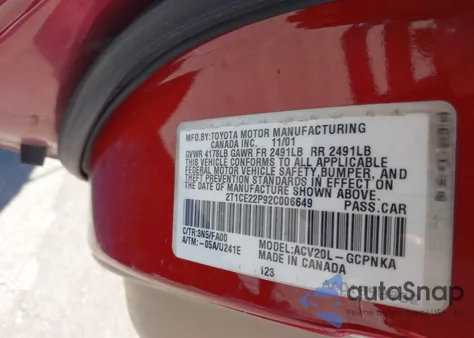 MFD.BY:TOYOTA MOTOR MANUFACTURING
CANADA INC. 11/01
GVWR 4178LB GAWR FR 2491LB RR 2491LB
THIS VEHICLE CONFORMS TO ALL APPLICABLE
FEDERAL MOTOR VEHICLE SAFETY,BUMPER, AND
THEFT PREVENTION STANDARDS IN EFFECT ON
THE DATE OF MANUFACTURE SHOWN ABOVE.
2T1CE22P92C006649 PASS.CAR
C/TR:3N5/FA00
A/TM:-05A/U241E
MODEL:ACV20L-GCPNKA
MADE IN CANADA
123
autoSnap